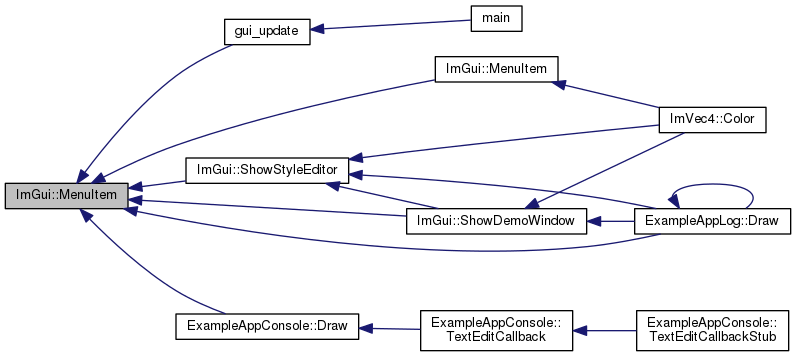 main
gui_update
ImGui::MenuItem
ImVec4::Color
ImGui::ShowStyleEditor
ImGui::MenuItem
ImGui::ShowDemoWindow
ExampleAppLog::Draw
ExampleAppConsole::Draw
ExampleAppConsole::
TextEditCallback
ExampleAppConsole::
TextEditCallbackStub